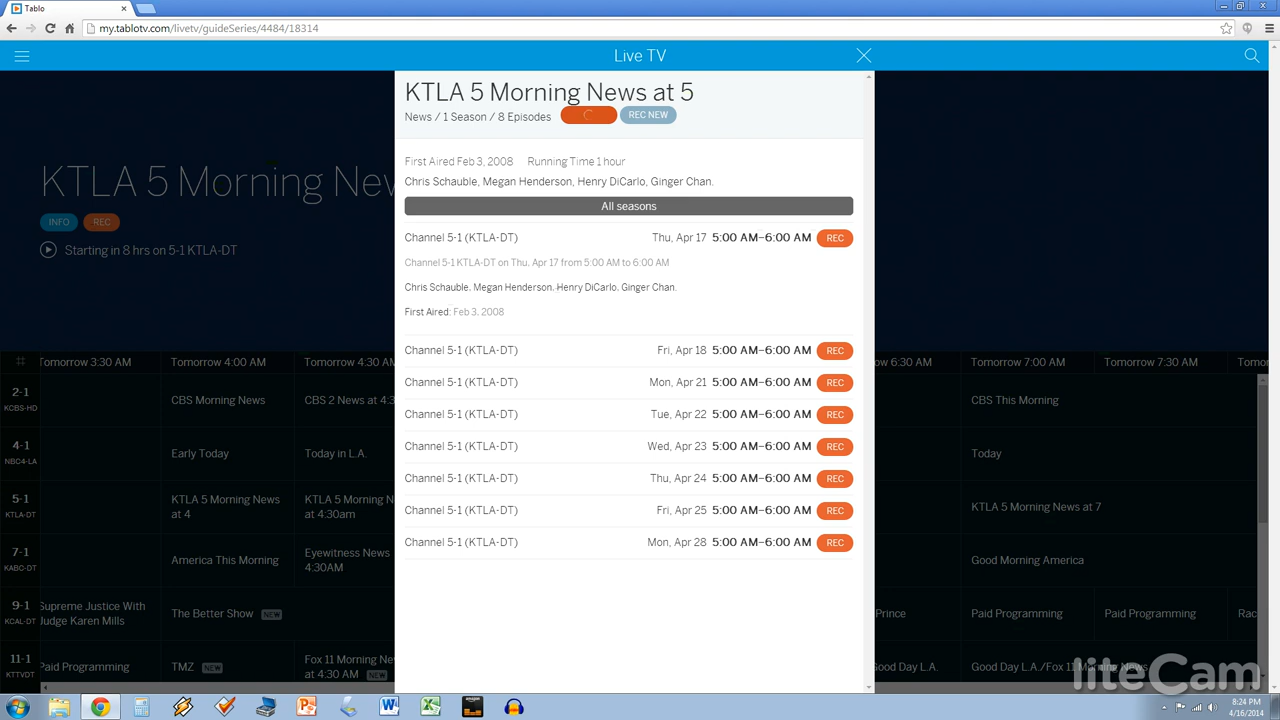 Tablo
my.tablotv.com/livetv/guideSeries/4484/18314
Live TV
KTLA 5 Morning New
INFO
REC
Starting in 8 hrs on 5-1 KTLA-DT
KTLA 5 Morning News at 5
News / 1 Season / 8 Episodes
REC NEW
First Aired Feb 3, 2008
Running Time 1 hour
Chris Schauble, Megan Henderson, Henry DiCarlo, Ginger Chan.
All seasons
Channel 5-1 (KTLA-DT) Thu, Apr 17 5:00 AM–6:00 AM REC
Channel 5-1 KTLA-DT on Thu, Apr 17 from 5:00 AM to 6:00 AM
Chris Schauble, Megan Henderson, Henry DiCarlo, Ginger Chan.
First Aired: Feb 3, 2008
Channel 5-1 (KTLA-DT) Fri, Apr 18 5:00 AM–6:00 AM REC
Channel 5-1 (KTLA-DT) Mon, Apr 21 5:00 AM–6:00 AM REC
Channel 5-1 (KTLA-DT) Tue, Apr 22 5:00 AM–6:00 AM REC
Channel 5-1 (KTLA-DT) Wed, Apr 23 5:00 AM–6:00 AM REC
Channel 5-1 (KTLA-DT) Thu, Apr 24 5:00 AM–6:00 AM REC
Channel 5-1 (KTLA-DT) Fri, Apr 25 5:00 AM–6:00 AM REC
Channel 5-1 (KTLA-DT) Mon, Apr 28 5:00 AM–6:00 AM REC
# Tomorrow 3:30 AM Tomorrow 4:00 AM Tomorrow 4:30 AM
6:30 AM Tomorrow 7:00 AM Tomorrow 7:30 AM Tomor
2-1
KCBS-HD
CBS Morning News
CBS 2 News at 4:3
CBS This Morning
4-1
NBC4-LA
Early Today
Today in L.A.
Today
5-1
KTLA-DT
KTLA 5 Morning News
at 4
KTLA 5 Morning N
at 4:30am
KTLA 5 Morning News at 7
7-1
KABC-DT
America This Morning
Eyewitness News
4:30AM
Good Morning America
9-1
KCAL-DT
Supreme Justice With
Judge Karen Mills
The Better Show NEW
Prince
Paid Programming
Paid Programming
Rac
11-1
KTTVDT
Paid Programming
TMZ NEW
Fox 11 Morning Ne
at 4:30 AM NEW
Good Day L.A.
Good Day L.A./Fox 11 Morning News
liteCam
8:24 PM
4/16/2014